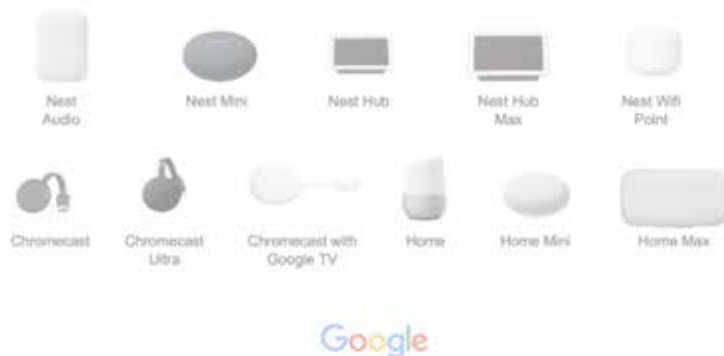 Nest
Audio
Nest Mini
Nest Hub
Nest Hub
Max
Nest Wifi
Point
Chromecast
Chromecast
Ultra
Chromecast with
Google TV
Home
Home Mini
Home Max
Google